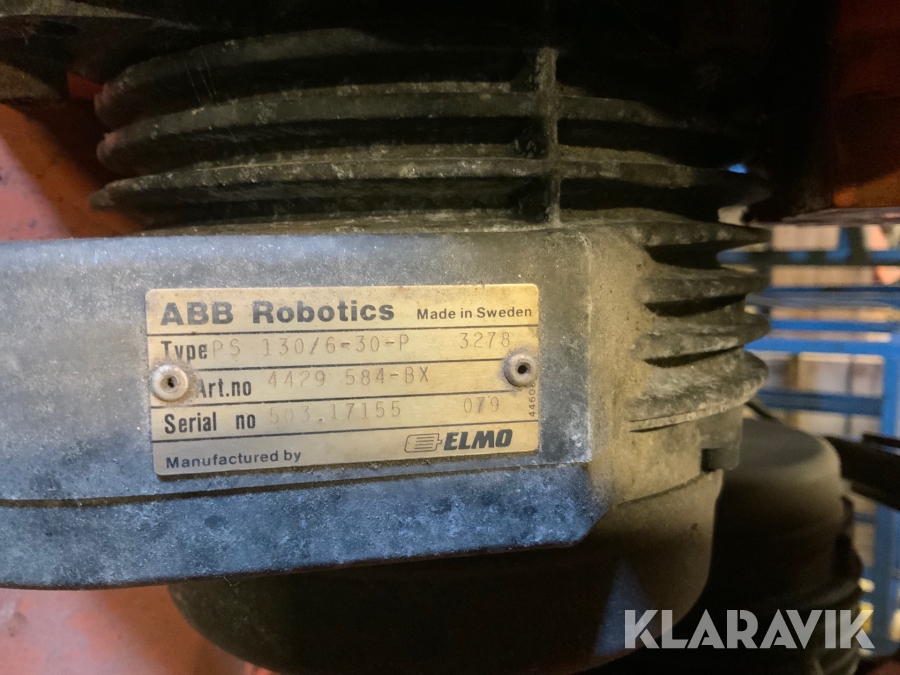 ABB Robotics Made in Sweden
Type PS 130/6-30-P 3278
Art.no 4429 584-BX
Serial no 503.17155 079
Manufactured by ELMO
KLARAVIK